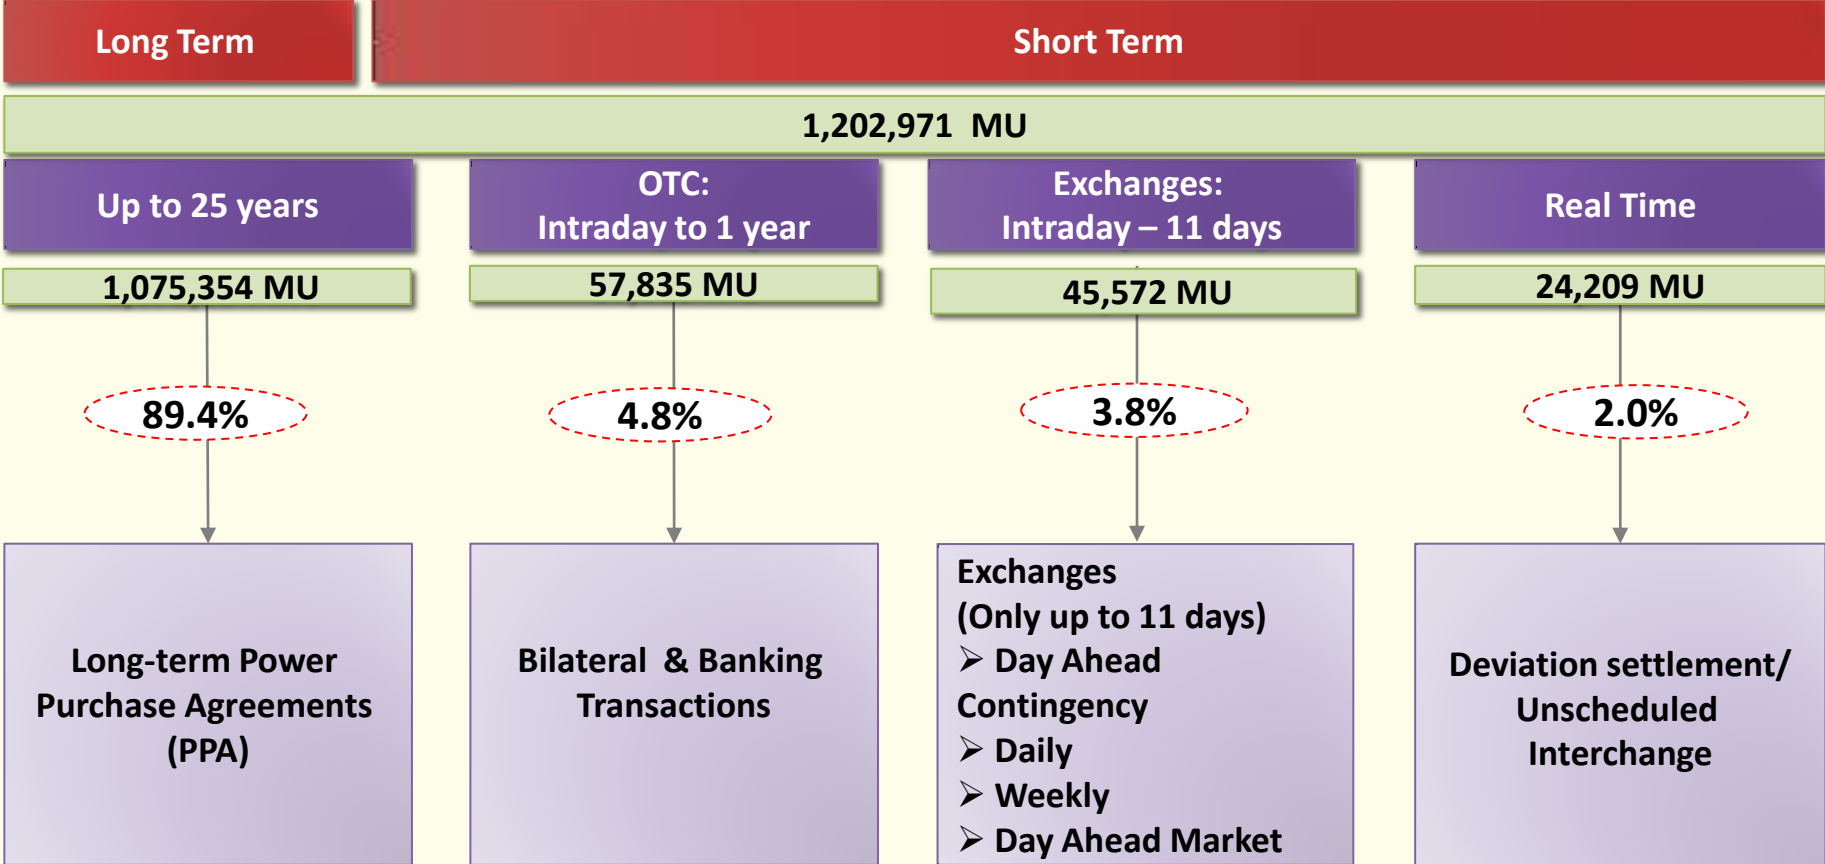 Long Term
Short Term
1,202,971 MU
Up to 25 years
OTC:
Intraday to 1 year
Exchanges:
Intraday – 11 days
Real Time
1,075,354 MU
57,835 MU
45,572 MU
24,209 MU
89.4%
4.8%
3.8%
2.0%
Long-term Power
Purchase Agreements
(PPA)
Bilateral & Banking
Transactions
Exchanges
(Only up to 11 days)
➢ Day Ahead
Contingency
➢ Daily
➢ Weekly
➢ Day Ahead Market
Deviation settlement/
Unscheduled
Interchange